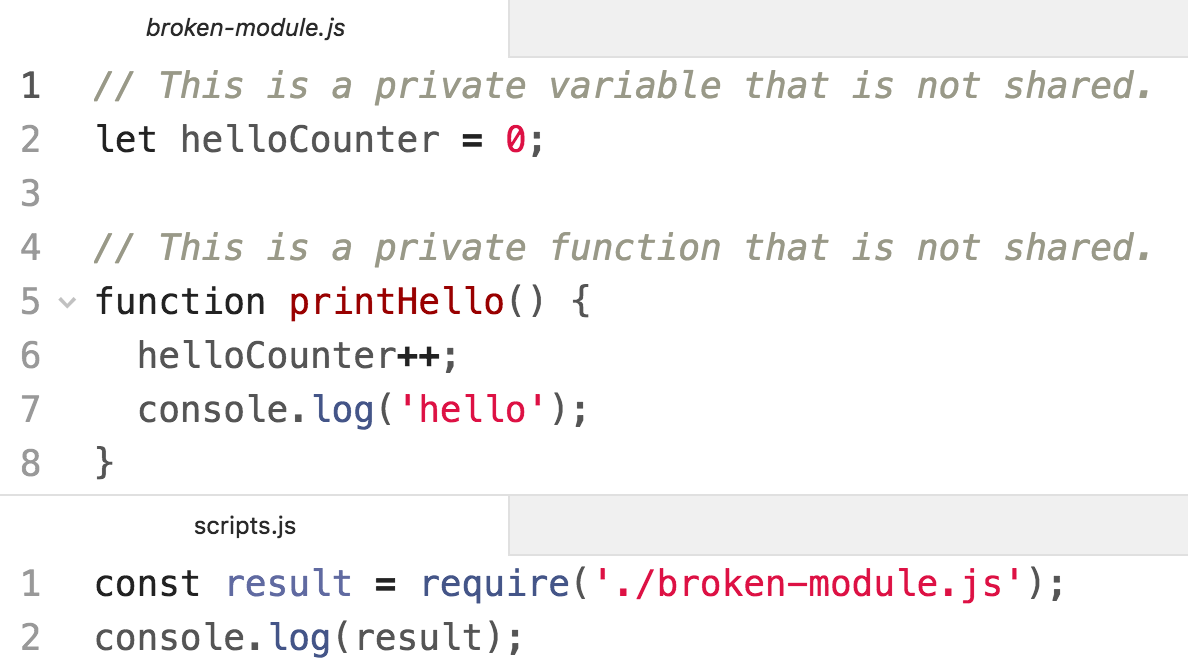 broken-module.js
1 // This is a private variable that is not shared.
2 let helloCounter = 0;
3
4 // This is a private function that is not shared.
5 function printHello() {
6   helloCounter++;
7   console.log('hello');
8 }
scripts.js
1 const result = require('./broken-module.js');
2 console.log(result);